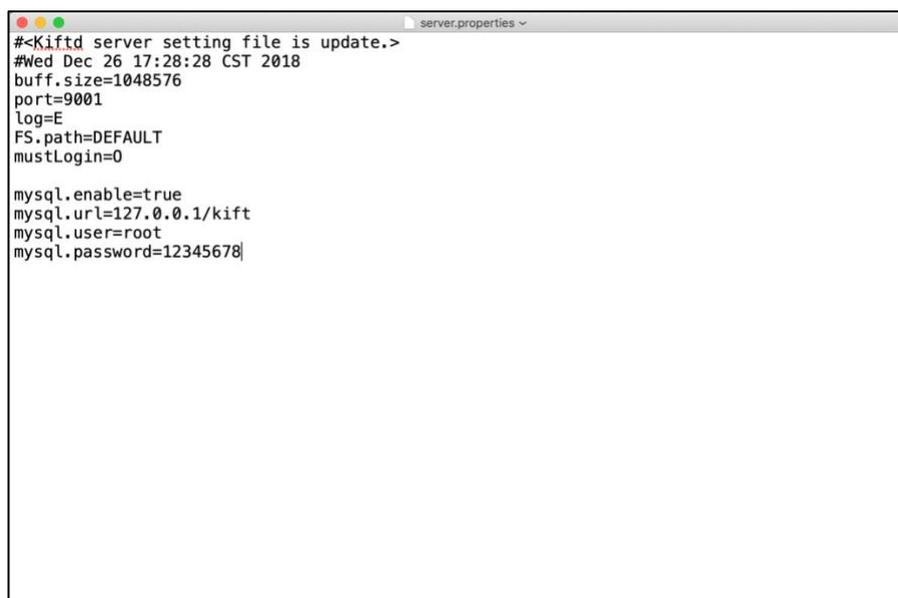 server.properties
#<Kiftd server setting file is update.>
#Wed Dec 26 17:28:28 CST 2018
buff.size=1048576
port=9001
log=E
FS.path=DEFAULT
mustLogin=O
mysql.enable=true
mysql.url=127.0.0.1/kift
mysql.user=root
mysql.password=12345678